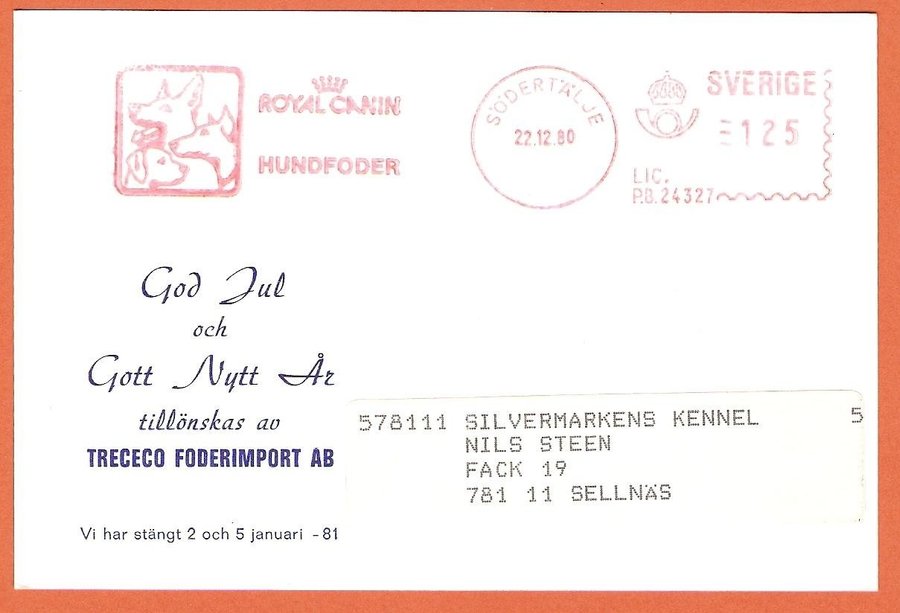 ROYAL CANIN
HUNDFODER
SÖDERTÄLJE
22.12.80
SVERIGE
125
LIC.
P.B. 24327
God Jul
och
Gott Nytt År
tillönskas av
TRECECO FODERIMPORT AB
Vi har stängt 2 och 5 januari - 81
578111 SILVERMARKENS KENNEL 5
NILS STEEN
FACK 19
781 11 SELLNÄS